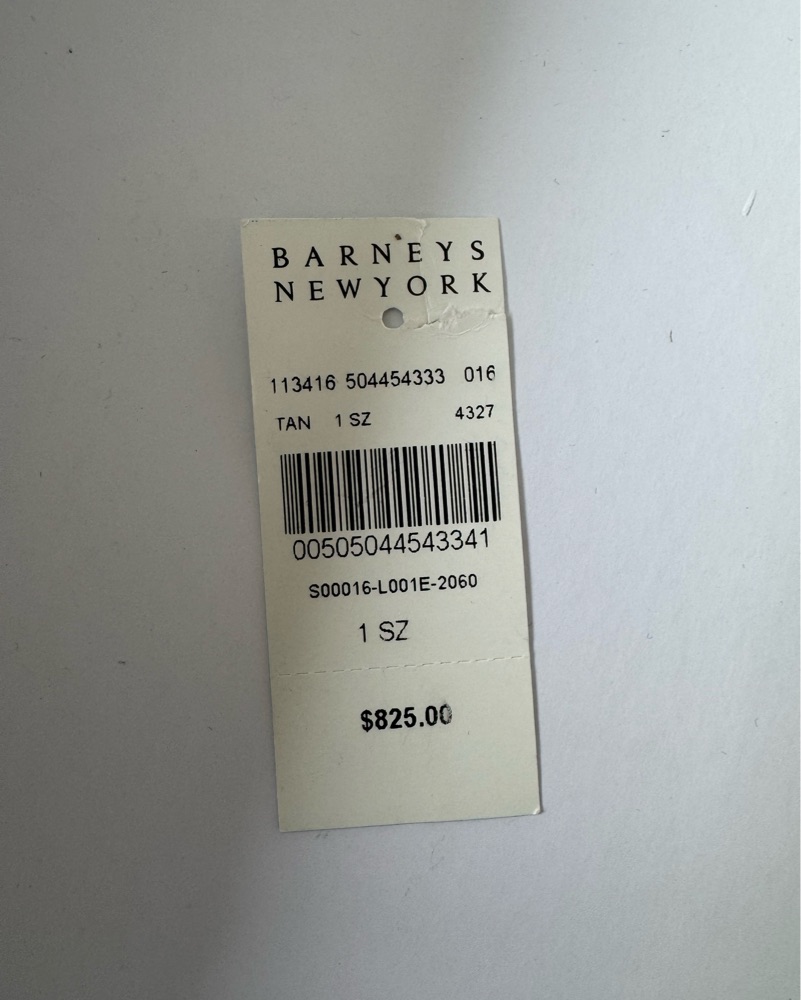 BARNEYS
NEWYORK
113416 504454333 016
TAN 1 SZ 4327
00505044543341
S00016-L001E-2060
1 SZ
$825.00